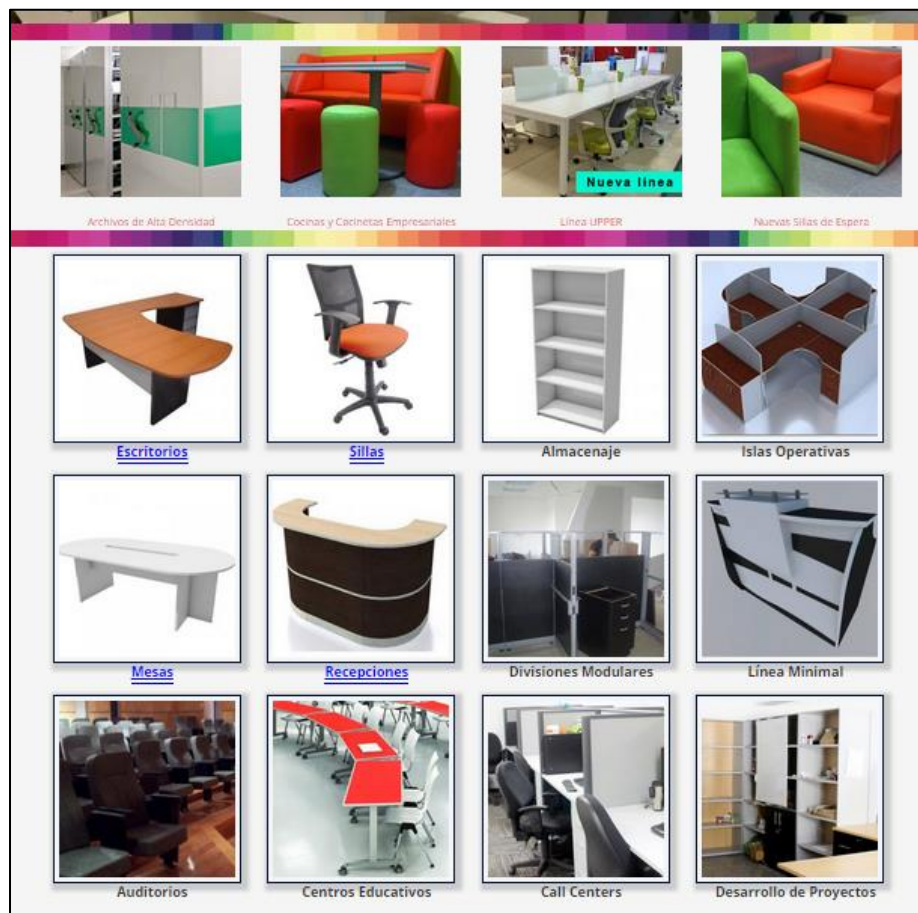 Nueva línea
Archivos de Alta Densidad
Cocinas y Cocinetas Empresariales
Línea UPPER
Nuevas Sillas de Espera
Escritorios
Sillas
Almacenaje
Islas Operativas
Mesas
Recepciones
Divisiones Modulares
Línea Minimal
Auditorios
Centros Educativos
Call Centers
Desarrollo de Proyectos